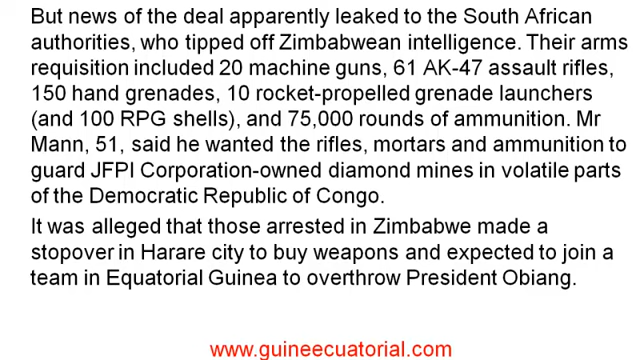 But news of the deal apparently leaked to the South African
authorities, who tipped off Zimbabwean intelligence. Their arms
requisition included 20 machine guns, 61 AK-47 assault rifles,
150 hand grenades, 10 rocket-propelled grenade launchers
(and 100 RPG shells), and 75,000 rounds of ammunition. Mr
Mann, 51, said he wanted the rifles, mortars and ammunition to
guard JFPI Corporation-owned diamond mines in volatile parts
of the Democratic Republic of Congo.
It was alleged that those arrested in Zimbabwe made a
stopover in Harare city to buy weapons and expected to join a
team in Equatorial Guinea to overthrow President Obiang.
www.guineecuatorial.com